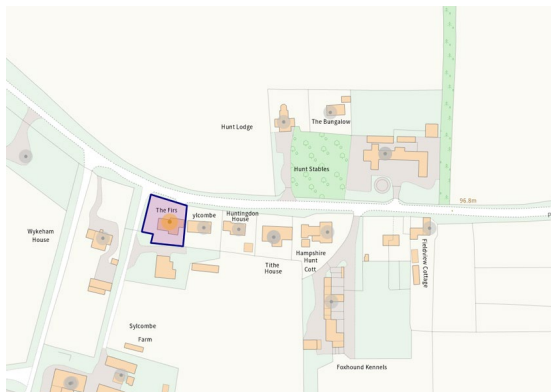 The Bungalow
Hunt Lodge
Hunt Stables
96.8m
The Firs
ylcombe
Huntingdon
House
Wykeham
House
Tithe
House
Hampshire
Hunt
Cott
Fieldview Cottage
P
Sylcombe
Farm
Foxhound Kennels